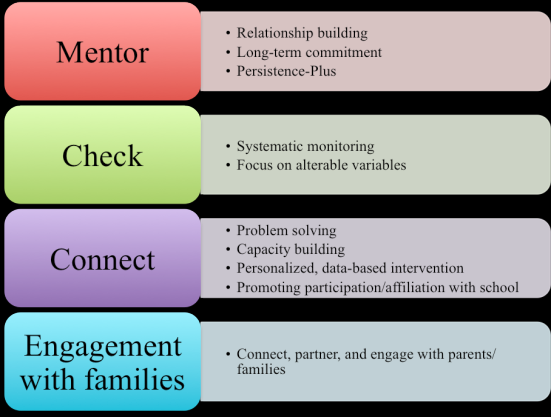 Mentor
• Relationship building
• Long-term commitment
• Persistence-Plus
Check
• Systematic monitoring
• Focus on alterable variables
Connect
• Problem solving
• Capacity building
• Personalized, data-based intervention
• Promoting participation/affiliation with school
Engagement
with families
• Connect, partner, and engage with parents/
families